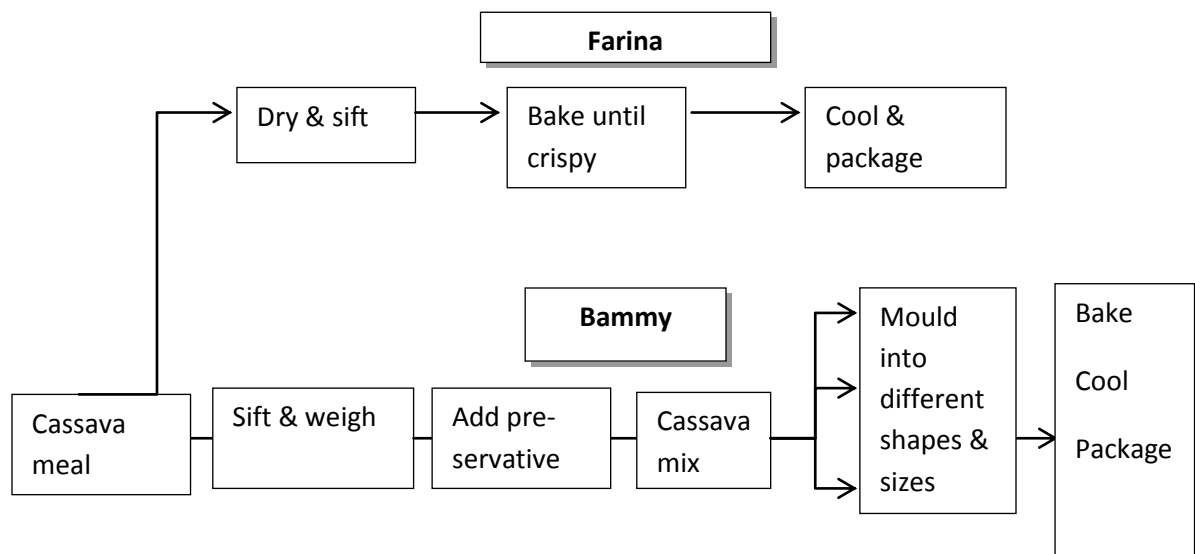 Farina
Dry & sift
Bake until
crispy
Cool &
package
Bammy
Cassava
meal
Sift & weigh
Add pre-
servative
Cassava
mix
Mould
into
different
shapes &
sizes
Bake
Cool
Package